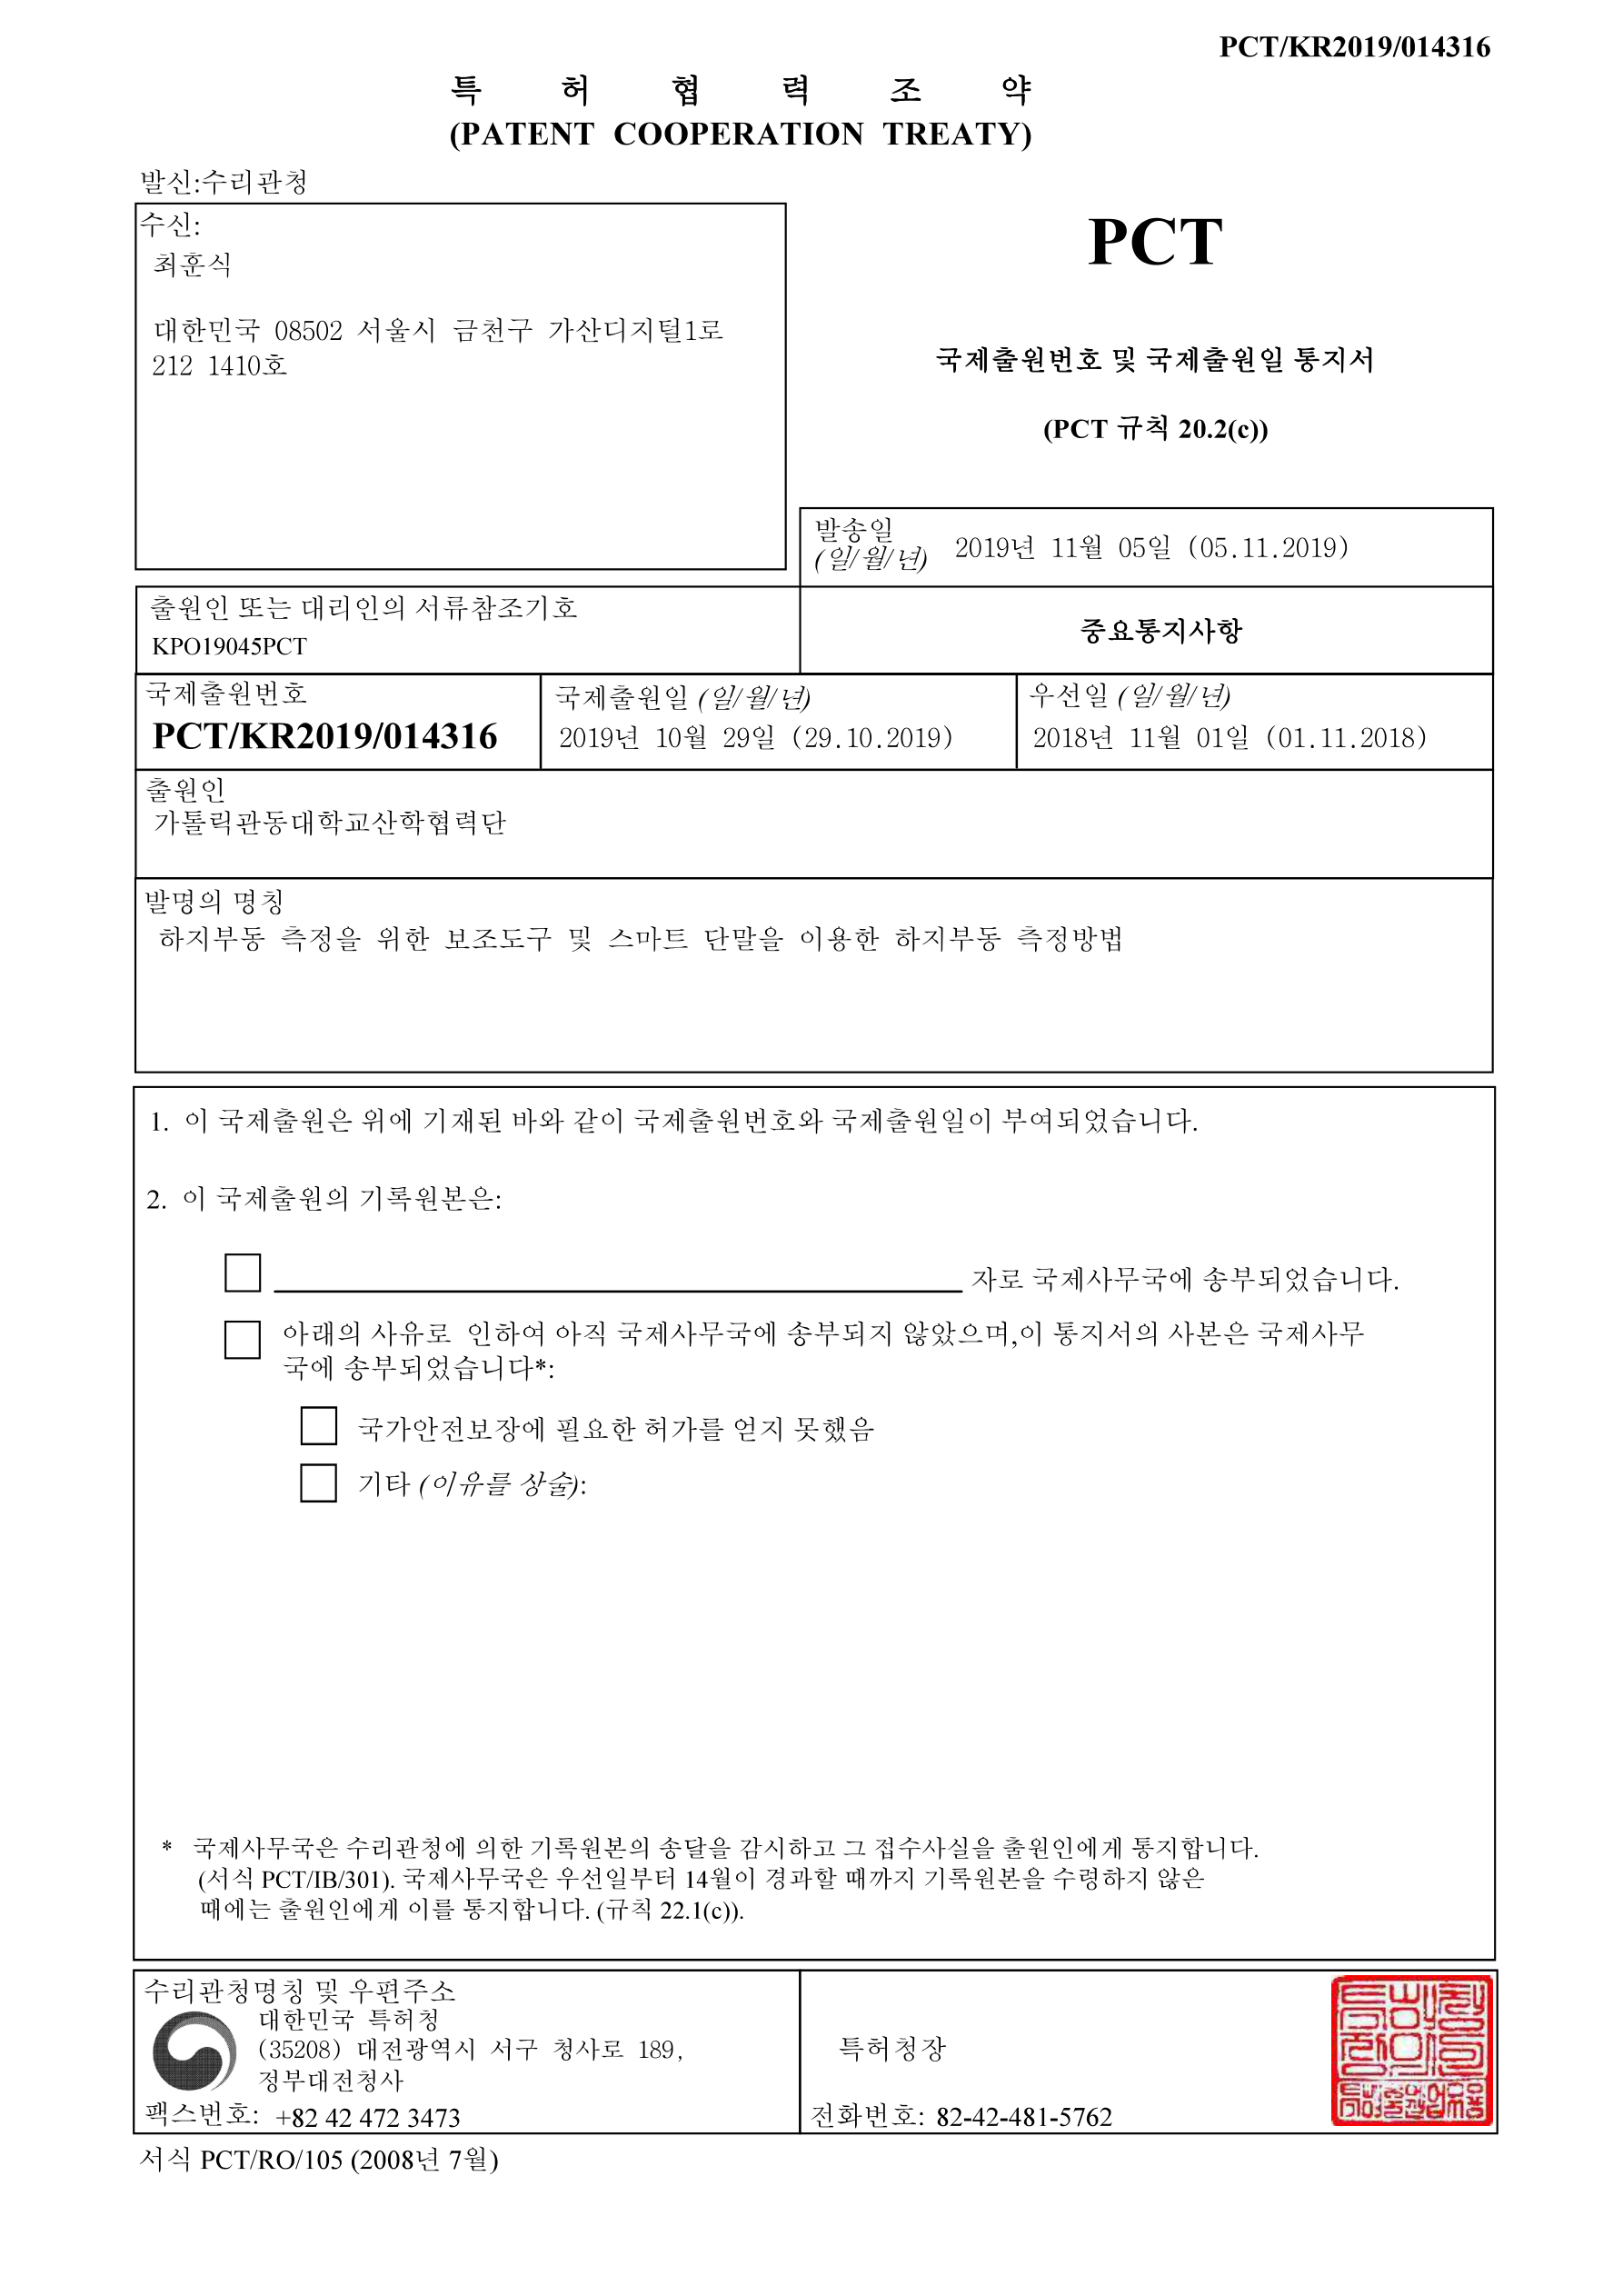 PCT/KR2019/014316
특 허 협 력 조 약
(PATENT COOPERATION TREATY)
발신:수리관청
수신:
최훈식
대한민국 08502 서울시 금천구 가산디지털1로
212 1410호
PCT
국제출원번호 및 국제출원일 통지서
(PCT 규칙 20.2(c))
발송일
(일/월/년) 2019년 11월 05일 (05.11.2019)
출원인 또는 대리인의 서류참조기호
KPO19045PCT
중요통지사항
국제출원번호
PCT/KR2019/014316
국제출원일 (일/월/년)
2019년 10월 29일 (29.10.2019)
우선일 (일/월/년)
2018년 11월 01일 (01.11.2018)
출원인
가톨릭관동대학교산학협력단
발명의 명칭
하지부동 측정을 위한 보조도구 및 스마트 단말을 이용한 하지부동 측정방법
1. 이 국제출원은 위에 기재된 바와 같이 국제출원번호와 국제출원일이 부여되었습니다.
2. 이 국제출원의 기록원본은:
자로 국제사무국에 송부되었습니다.
아래의 사유로 인하여 아직 국제사무국에 송부되지 않았으며,이 통지서의 사본은 국제사무
국에 송부되었습니다*:
국가안전보장에 필요한 허가를 얻지 못했음
기타 (이유를 상술):
* 국제사무국은 수리관청에 의한 기록원본의 송달을 감시하고 그 접수사실을 출원인에게 통지합니다.
(서식 PCT/IB/301). 국제사무국은 우선일부터 14월이 경과할 때까지 기록원본을 수령하지 않은
때에는 출원인에게 이를 통지합니다. (규칙 22.1(c)).
수리관청명칭 및 우편주소
대한민국 특허청
(35208) 대전광역시 서구 청사로 189,
정부대전청사
팩스번호: +82 42 472 3473
특허청장
전화번호: 82-42-481-5762
서식 PCT/RO/105 (2008년 7월)